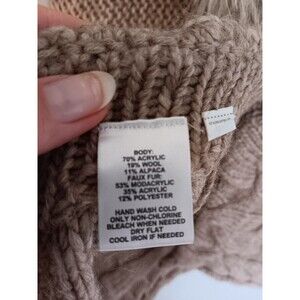 BODY:
70% ACRYLIC
19% WOOL
11% ALPACA
FAUX FUR:
53% MODACRYLIC
35% ACRYLIC
12% POLYESTER
HAND WASH COLD
ONLY NON-CHLORINE
BLEACH WHEN NEEDED
DRY FLAT
COOL IRON IF NEEDED